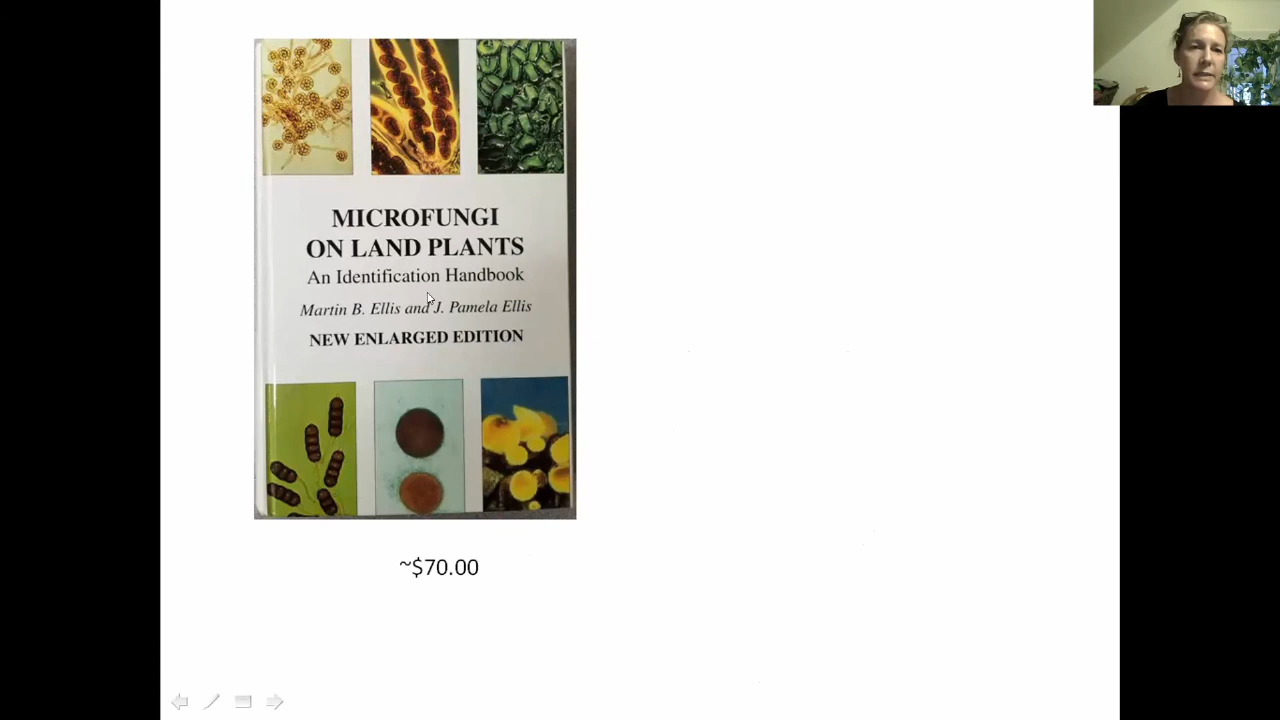 MICROFUNGI
ON LAND PLANTS
An Identification Handbook
Martin B. Ellis and J. Pamela Ellis
NEW ENLARGED EDITION
~$70.00